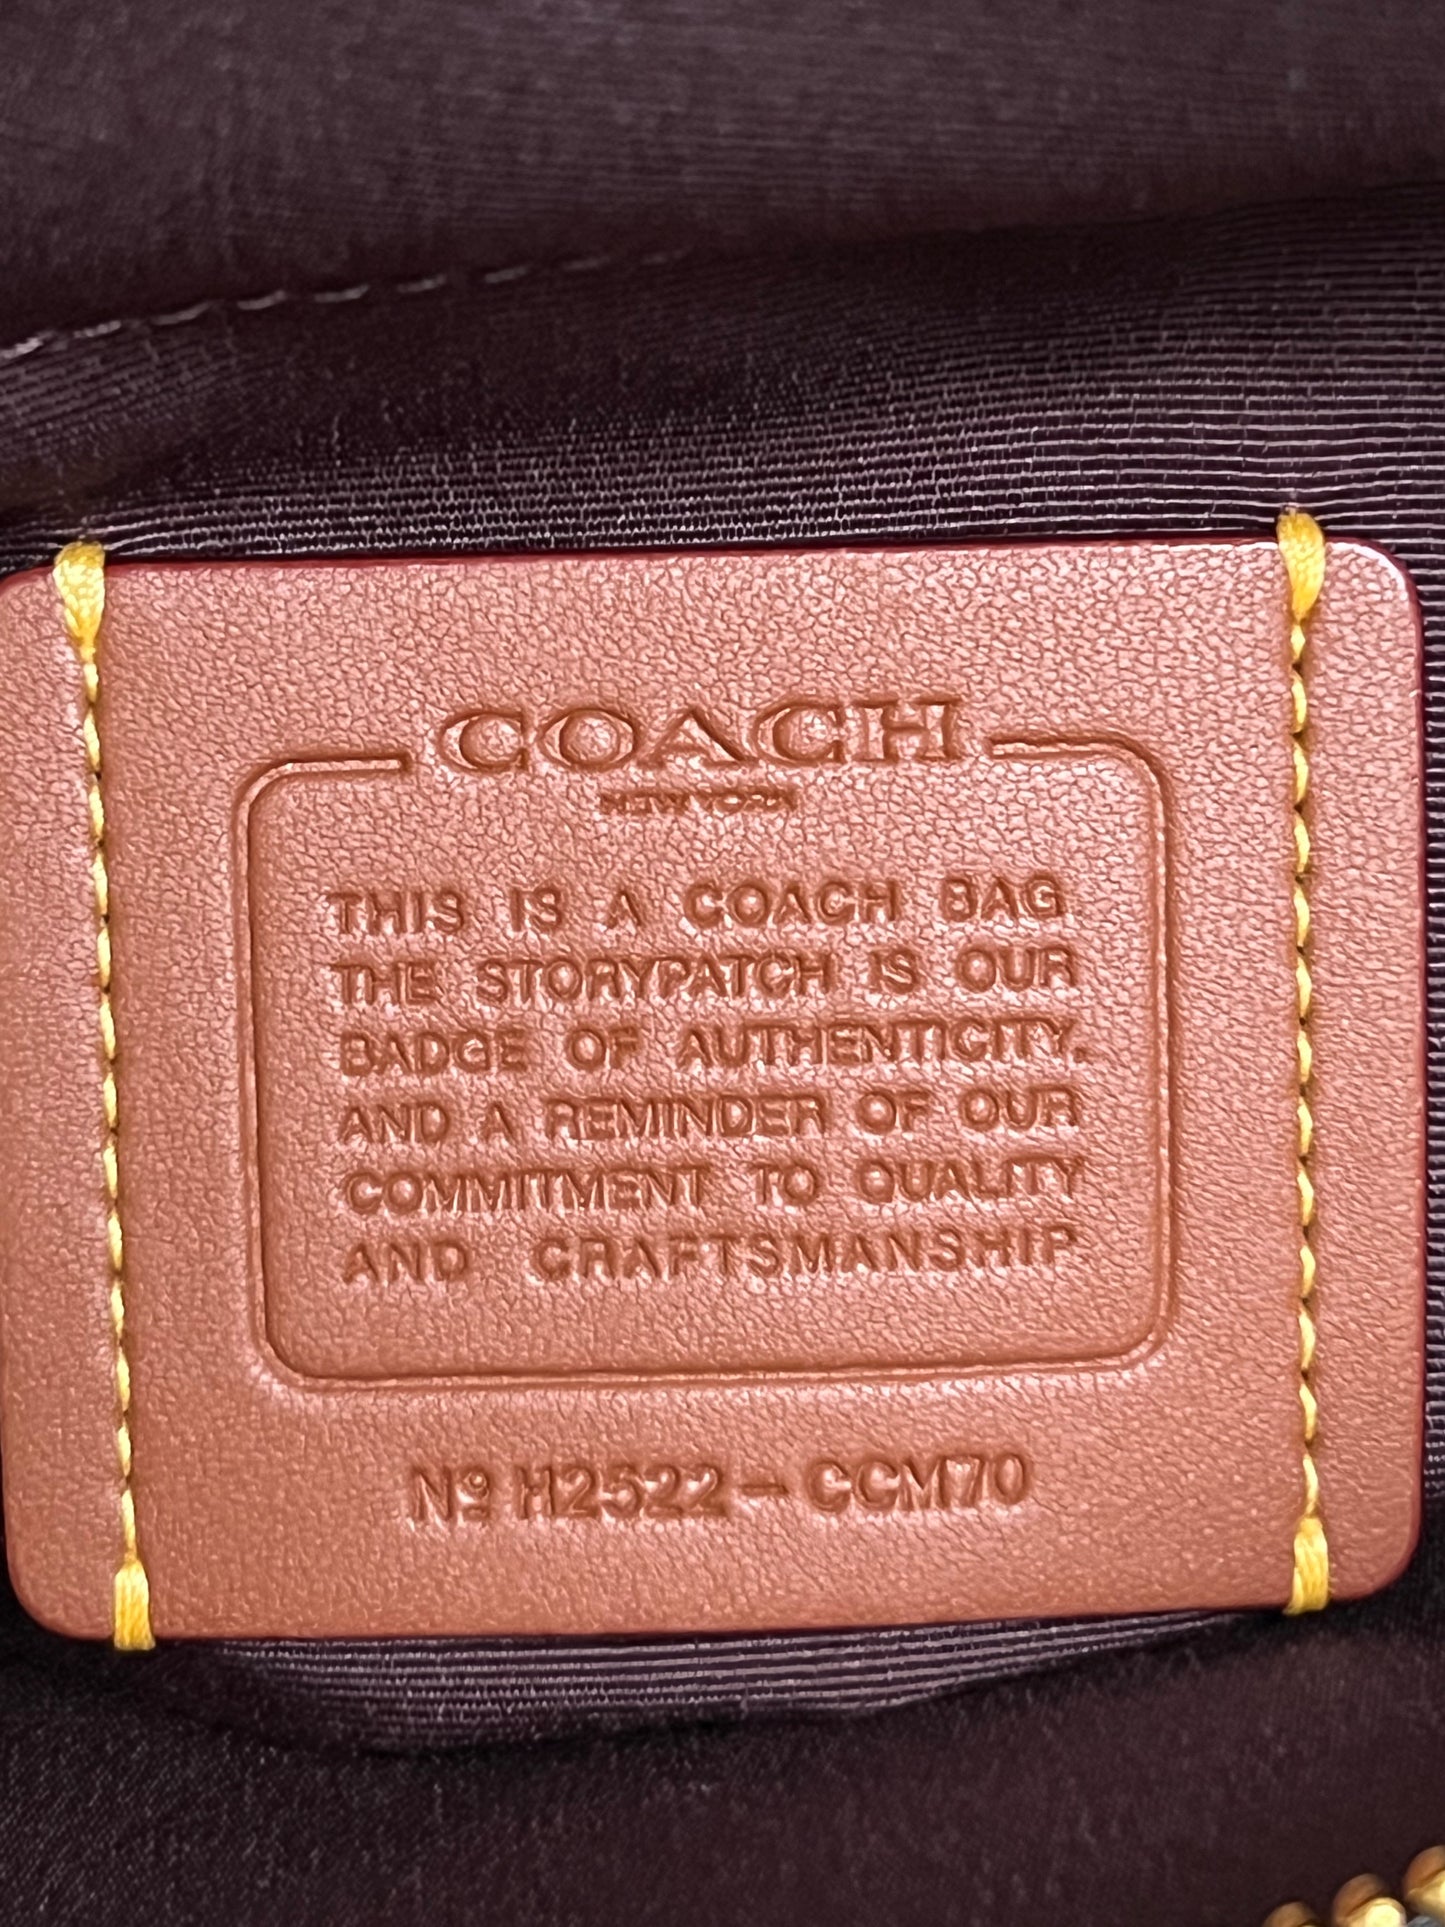 COACH
NEW YORK
THIS IS A COACH BAG
THE STORYPATCH IS OUR
BADGE OF AUTHENTICITY,
AND A REMINDER OF OUR
COMMITMENT TO QUALITY
AND CRAFTSMANSHIP
Nº H2522-CCM70